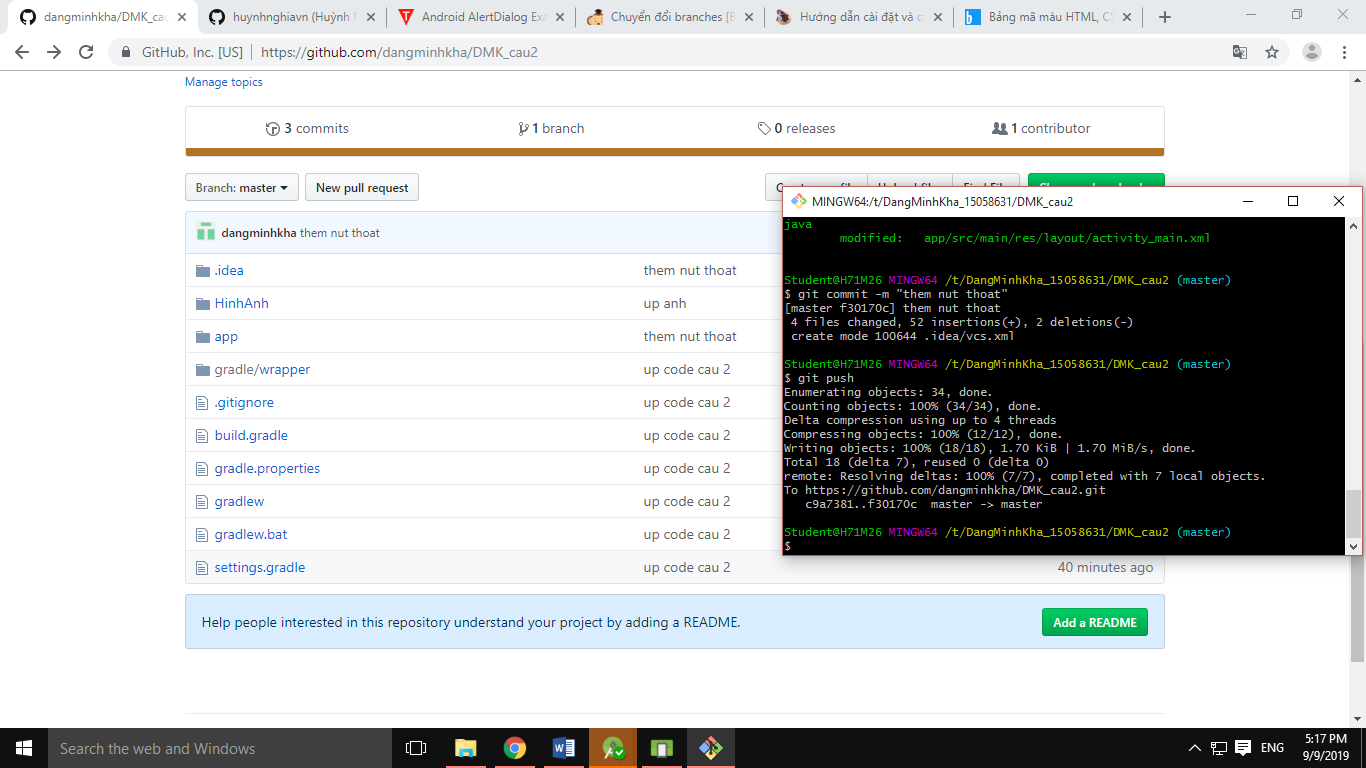 dangminhkha/DMK_cau
huynhnghiavn (Huỳnh
Android AlertDialog Exa
Chuyển đổi branches [
Hướng dẫn cài đặt và c
Bảng mã màu HTML, CS
GitHub, Inc. [US]
https://github.com/dangminhkha/DMK_cau2
Manage topics
3 commits
1 branch
0 releases
1 contributor
Branch: master
New pull request
dangminhkha them nut thoat
.idea them nut thoat
HinhAnh up anh
app them nut thoat
gradle/wrapper up code cau 2
.gitignore up code cau 2
build.gradle up code cau 2
gradle.properties up code cau 2
gradlew up code cau 2
gradlew.bat up code cau 2
settings.gradle up code cau 2 40 minutes ago
MINGW64:/t/DangMinhKha_15058631/DMK_cau2
java
modified: app/src/main/res/layout/activity_main.xml
Student@H71M26 MINGW64 /t/DangMinhKha_15058631/DMK_cau2 (master)
$ git commit -m "them nut thoat"
[master f30170c] them nut thoat
4 files changed, 52 insertions(+), 2 deletions(-)
create mode 100644 .idea/vcs.xml
Student@H71M26 MINGW64 /t/DangMinhKha_15058631/DMK_cau2 (master)
$ git push
Enumerating objects: 34, done.
Counting objects: 100% (34/34), done.
Delta compression using up to 4 threads
Compressing objects: 100% (12/12), done.
Writing objects: 100% (18/18), 1.70 KiB | 1.70 MiB/s, done.
Total 18 (delta 7), reused 0 (delta 0)
remote: Resolving deltas: 100% (7/7), completed with 7 local objects.
To https://github.com/dangminhkha/DMK_cau2.git
c9a7381..f30170c master -> master
Student@H71M26 MINGW64 /t/DangMinhKha_15058631/DMK_cau2 (master)
$
Help people interested in this repository understand your project by adding a README.
Add a README
Search the web and Windows
ENG
5:17 PM
9/9/2019